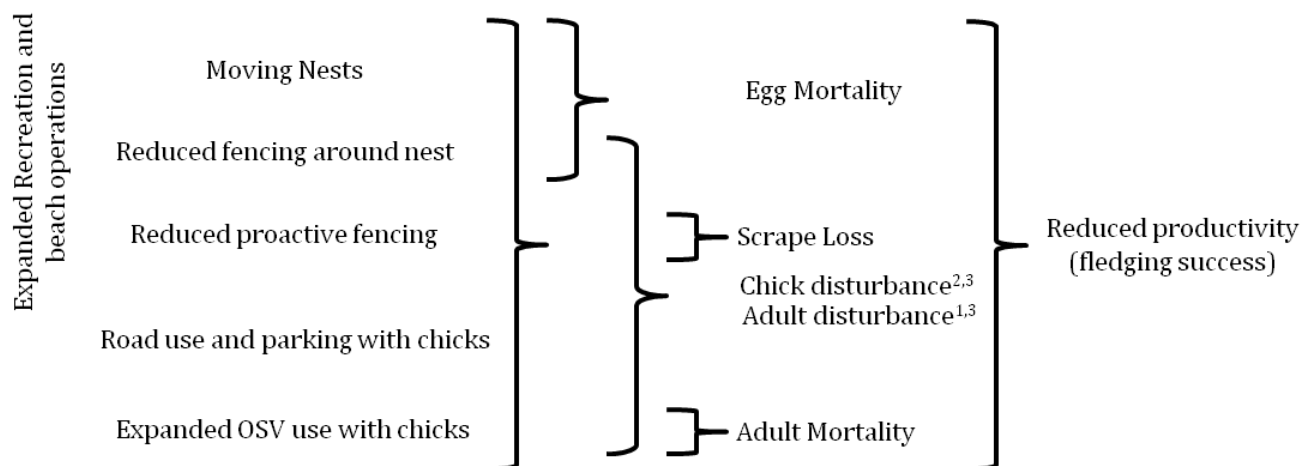 Expanded Recreation and
beach operations
Moving Nests
Reduced fencing around nest
Reduced proactive fencing
Road use and parking with chicks
Expanded OSV use with chicks
Egg Mortality
Scrape Loss
Chick disturbance2,3
Adult disturbance1,3
Adult Mortality
Reduced productivity
(fledging success)